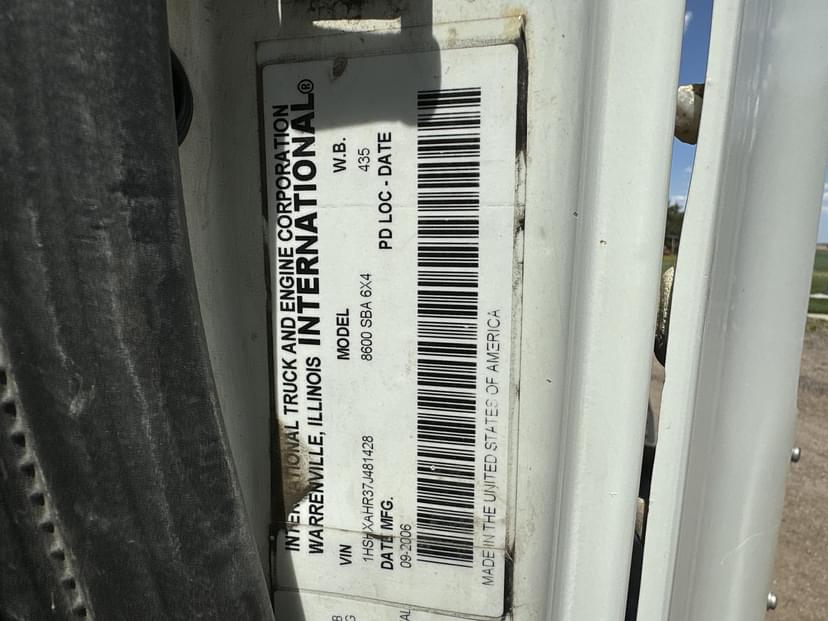 INTERNATIONAL TRUCK AND ENGINE CORPORATION
WARRENVILLE, ILLINOIS INTERNATIONAL®
VIN MODEL W.B.
1HSHXAHR37J481428 8600 SBA 6X4 435
DATE MFG. PD LOC - DATE
09-2006
MADE IN THE UNITED STATES OF AMERICA